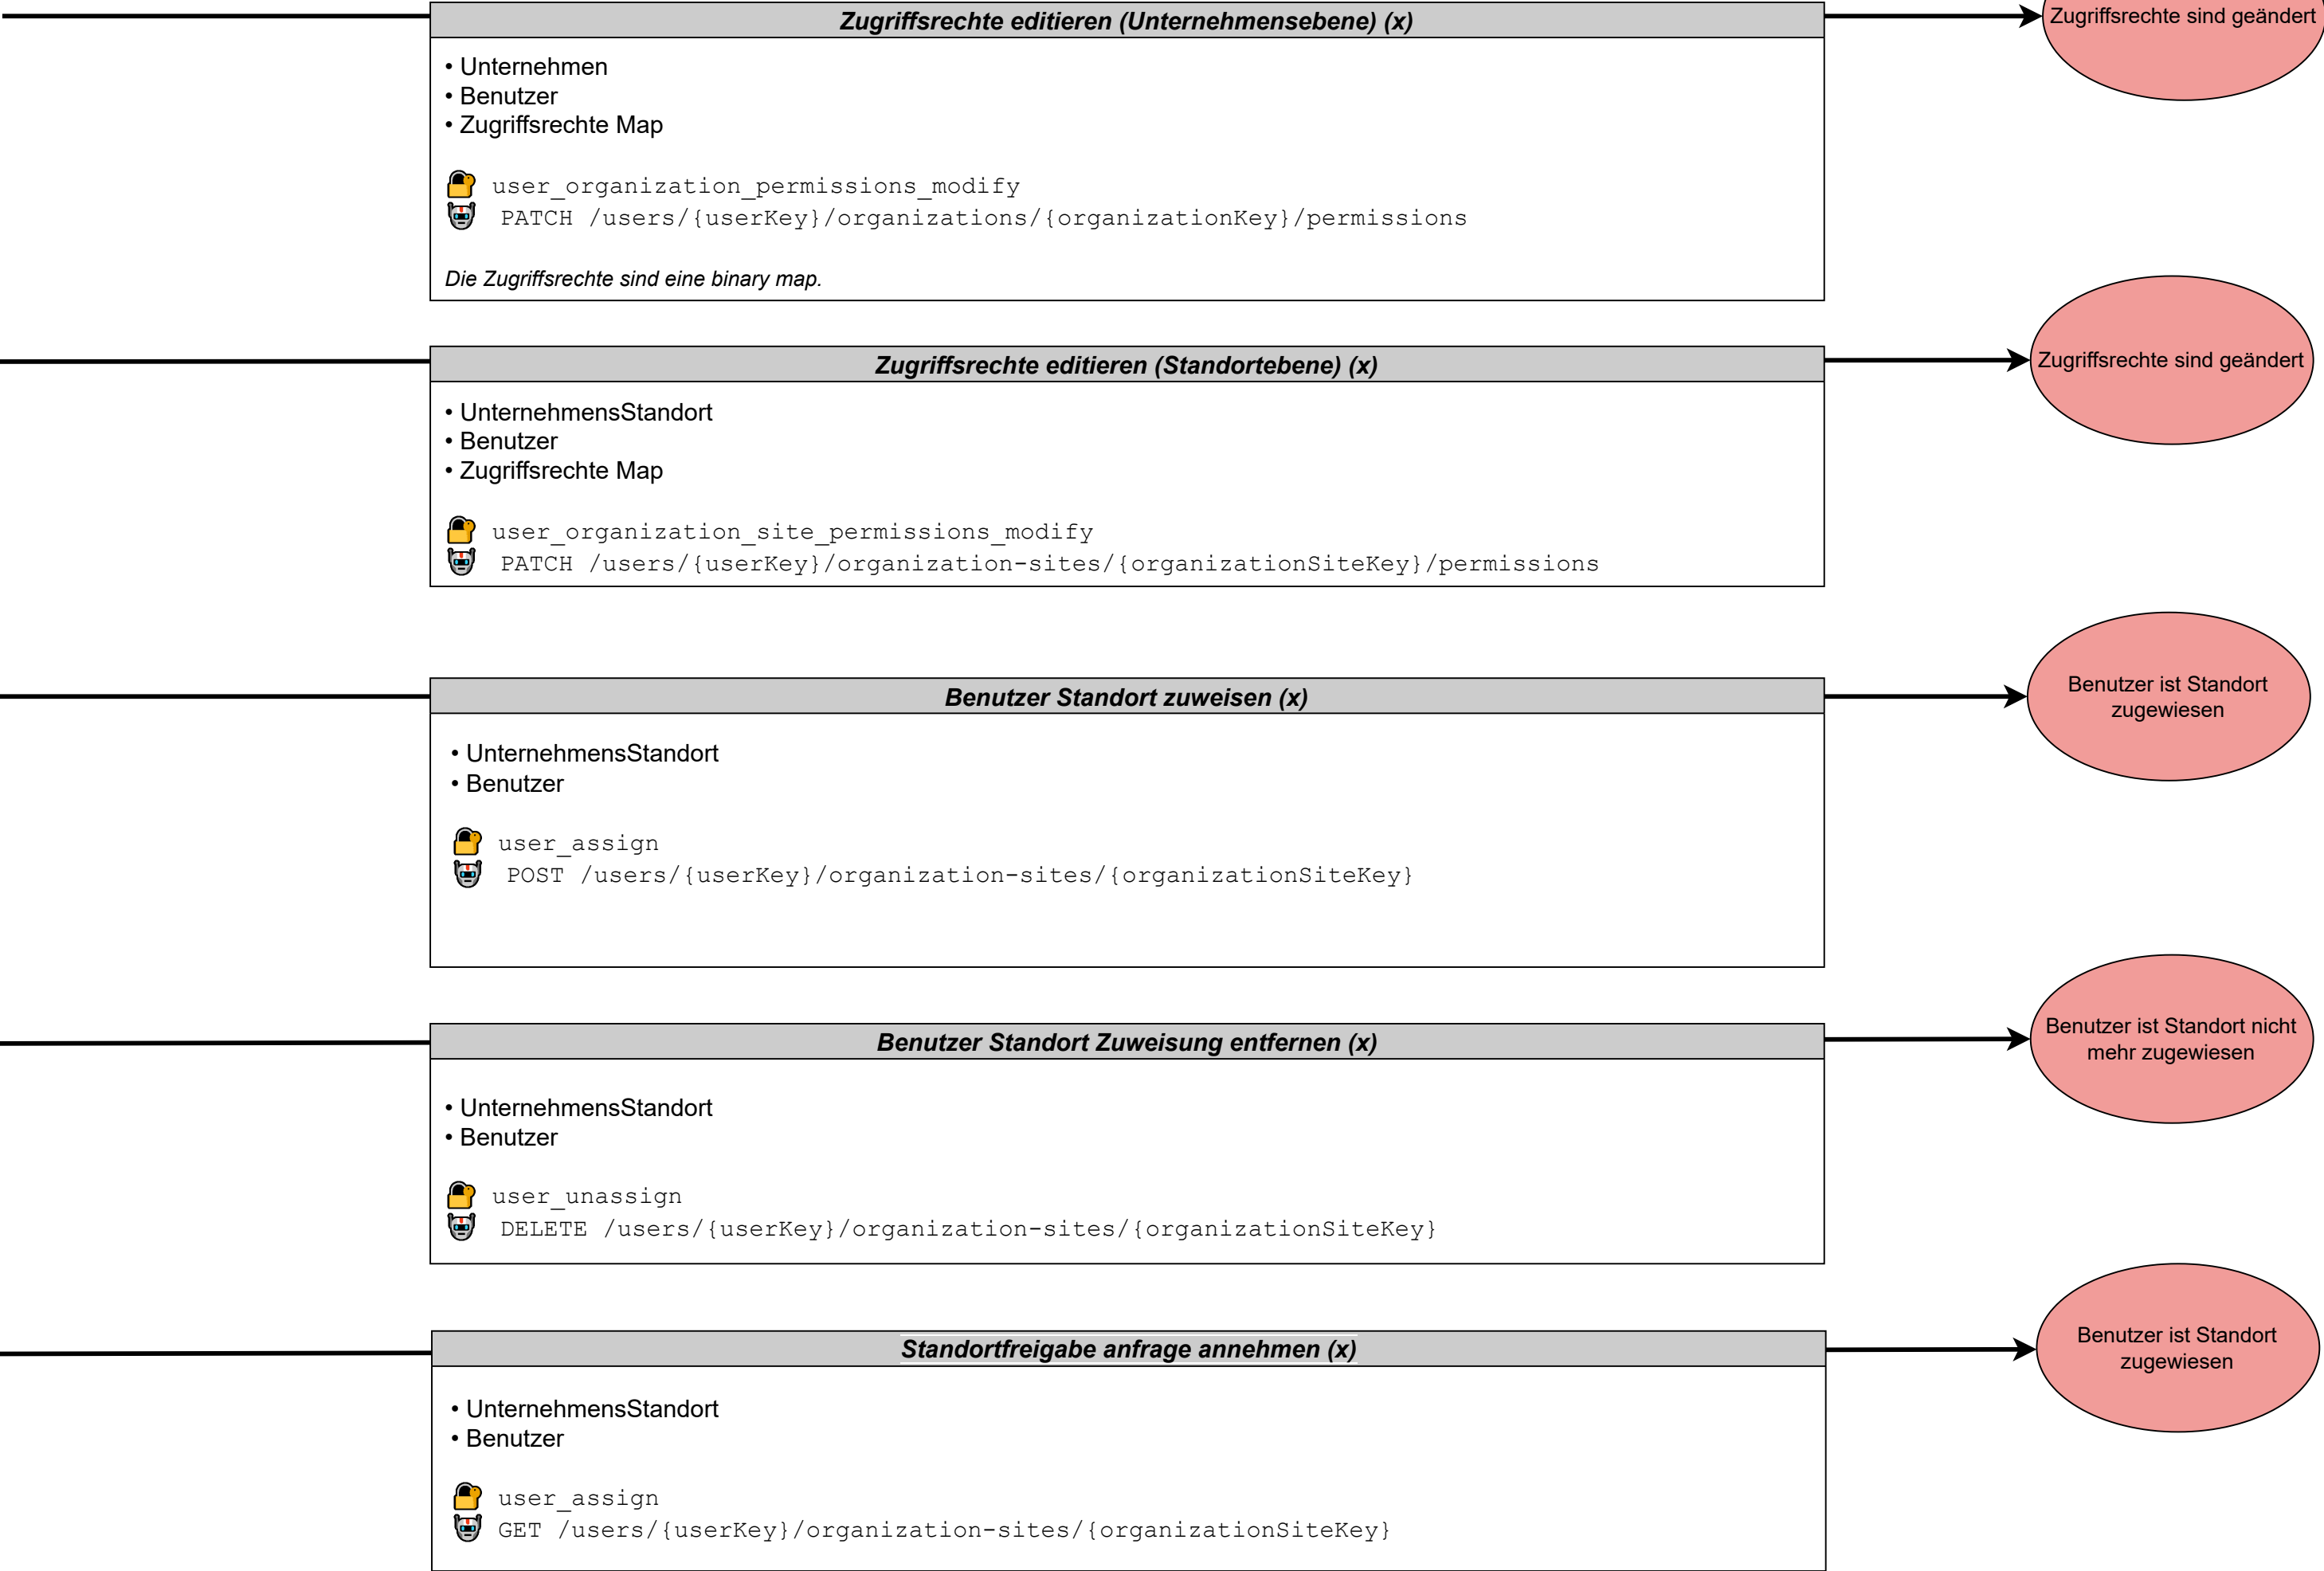 Zugriffsrechte editieren (Unternehmensebene) (x)
Zugriffsrechte sind geändert
• Unternehmen
• Benutzer
• Zugriffsrechte Map
user_organization_permissions_modify
PATCH /users/{userKey}/organizations/{organizationKey}/permissions
Die Zugriffsrechte sind eine binary map.
Zugriffsrechte editieren (Standortebene) (x)
Zugriffsrechte sind geändert
• UnternehmensStandort
• Benutzer
• Zugriffsrechte Map
user_organization_site_permissions_modify
PATCH /users/{userKey}/organization-sites/{organizationSiteKey}/permissions
Benutzer Standort zuweisen (x)
Benutzer ist Standort
zugewiesen
• UnternehmensStandort
• Benutzer
user_assign
POST /users/{userKey}/organization-sites/{organizationSiteKey}
Benutzer Standort Zuweisung entfernen (x)
Benutzer ist Standort nicht
mehr zugewiesen
• UnternehmensStandort
• Benutzer
user_unassign
DELETE /users/{userKey}/organization-sites/{organizationSiteKey}
Standortfreigabe anfrage annehmen (x)
Benutzer ist Standort
zugewiesen
• UnternehmensStandort
• Benutzer
user_assign
GET /users/{userKey}/organization-sites/{organizationSiteKey}